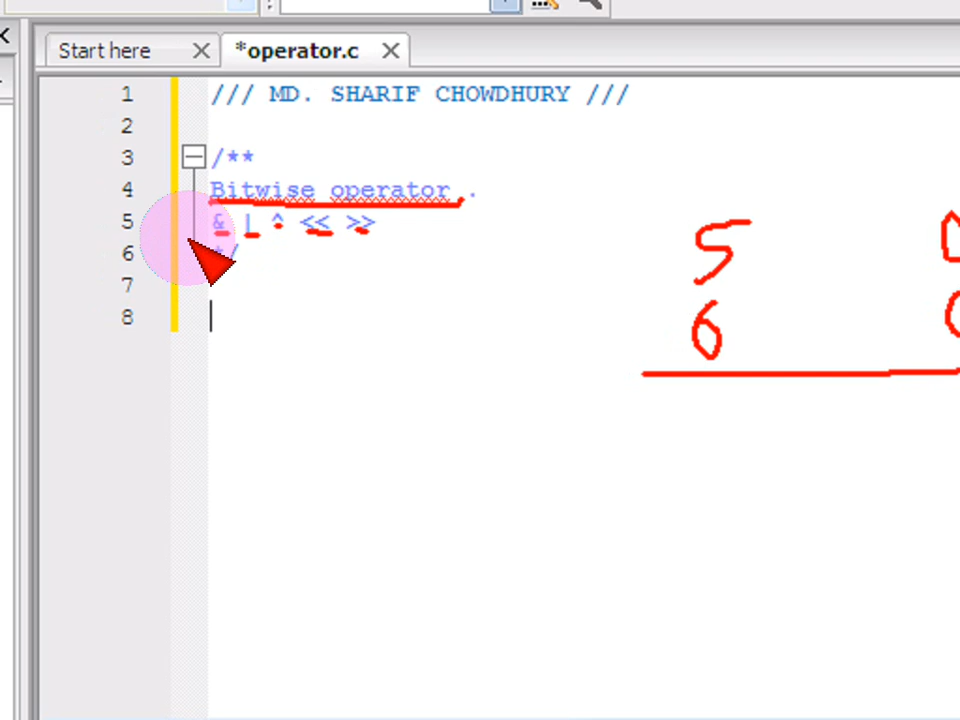 Start here *operator.c
1 /// MD. SHARIF CHOWDHURY ///
2
3 /**
4 Bitwise operator .
5 & | ^ << >>
6 */
7
8
5
6